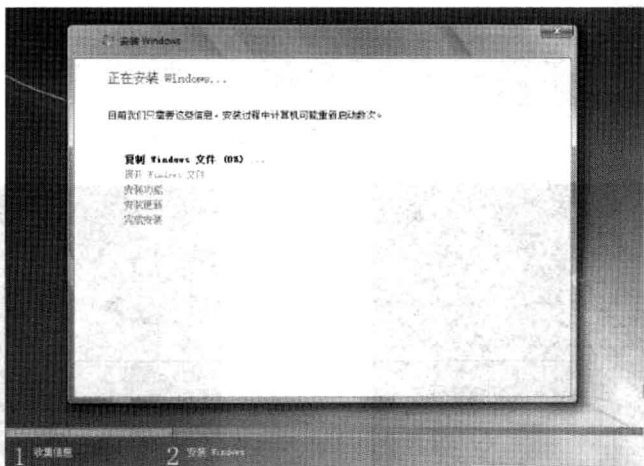 安装 Windows
正在安装 Windows...
目前我们只需要这些信息。安装过程中计算机可能重新启动数次。
复制 Windows 文件 (0%) ...
展开 Windows 文件
安装功能
安装更新
完成安装
1 收集信息
2 安装 Windows